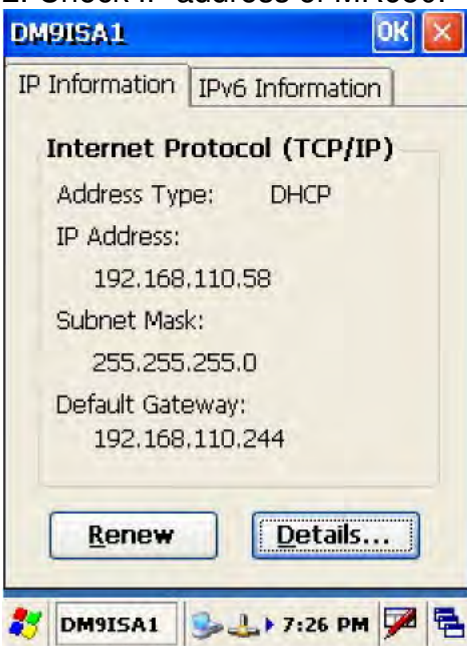 DM9ISA1 OK
IP Information IPv6 Information
Internet Protocol (TCP/IP)
Address Type: DHCP
IP Address:
192.168.110.58
Subnet Mask:
255.255.255.0
Default Gateway:
192.168.110.244
Renew Details...
DM9ISA1 7:26 PM